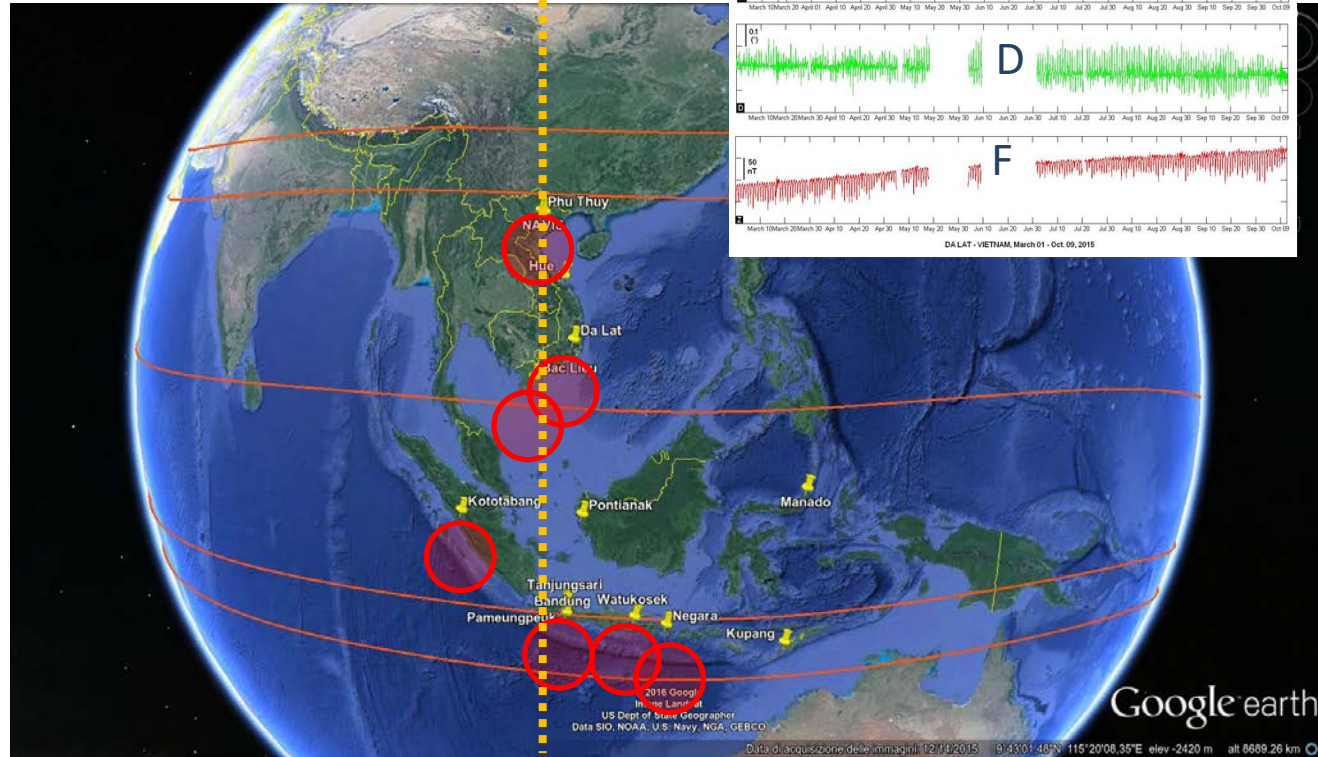 March 10 March 20 April 01 April 10 April 20 April 30 May 10 May 20 May 30 Jun 10 Jun 20 Jun 30 Jul 10 Jul 20 Jul 30 Aug 10 Aug 20 Aug 30 Sep 10 Sep 20 Sep 30 Oct 09
0.1
(°)
D
D
March 10 March 20 March 30 April 10 April 20 April 30 May 10 May 20 May 30 Jun 10 Jun 20 Jun 30 Jul 10 Jul 20 Jul 30 Aug 10 Aug 20 Aug 30 Sep 10 Sep 20 Sep 30 Oct 09
50
nT
F
Z
March 10 March 20 March 30 April 10 April 20 April 30 May 10 May 20 May 30 Jun 10 Jun 20 Jun 30 Jul 10 Jul 20 Jul 30 Aug 10 Aug 20 Aug 30 Sep 10 Sep 20 Sep 30 Oct 09
DA LAT - VIETNAM, March 01 - Oct. 09, 2015
Phu Thuy
NAVIS
Hue
Da Lat
Bac Lieu
Kototabang
Pontianak
Manado
Tanjungsari
Bandung
Watukosek
Pameungpeuk
Negara
Kupang
2016 Google
Image Landsat
US Dept of State Geographer
Data SIO, NOAA, U.S. Navy, NGA, GEBCO
Google earth
Data di acquisizione delle immagini: 12/14/2015 9°43'01,48"N 115°20'08,35"E elev -2420 m alt 8689.26 km